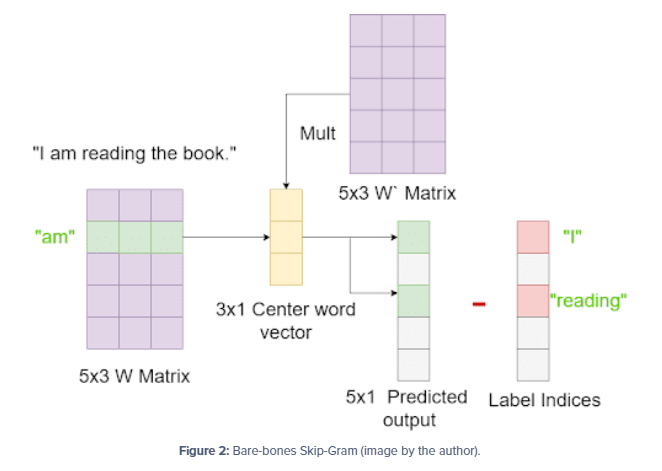 Mult
"I am reading the book."
5x3 W` Matrix
"am"
"I"
"reading"
3x1 Center word
vector
5x3 W Matrix
5x1 Predicted
output
Label Indices
Figure 2: Bare-bones Skip-Gram (image by the author).